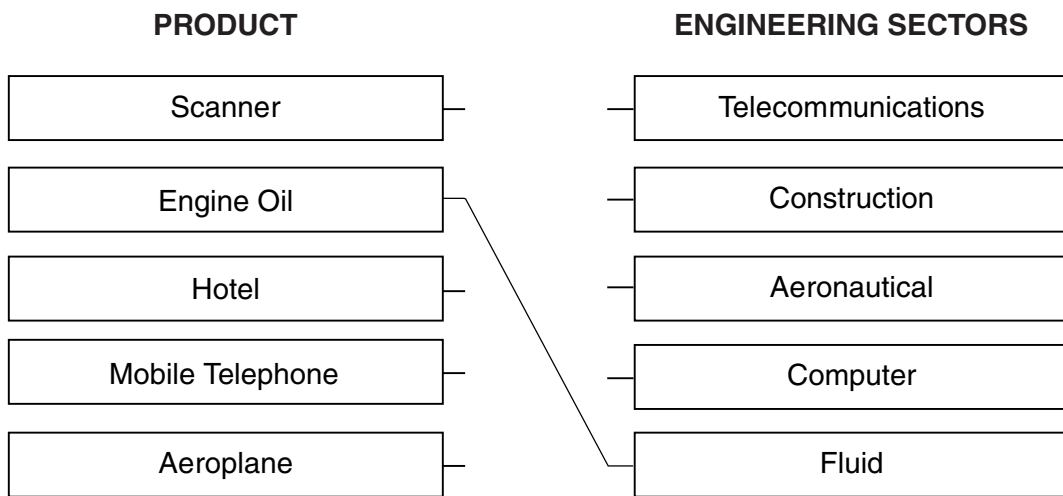 PRODUCT
ENGINEERING SECTORS
Scanner
Telecommunications
Engine Oil
Construction
Hotel
Aeronautical
Mobile Telephone
Computer
Aeroplane
Fluid